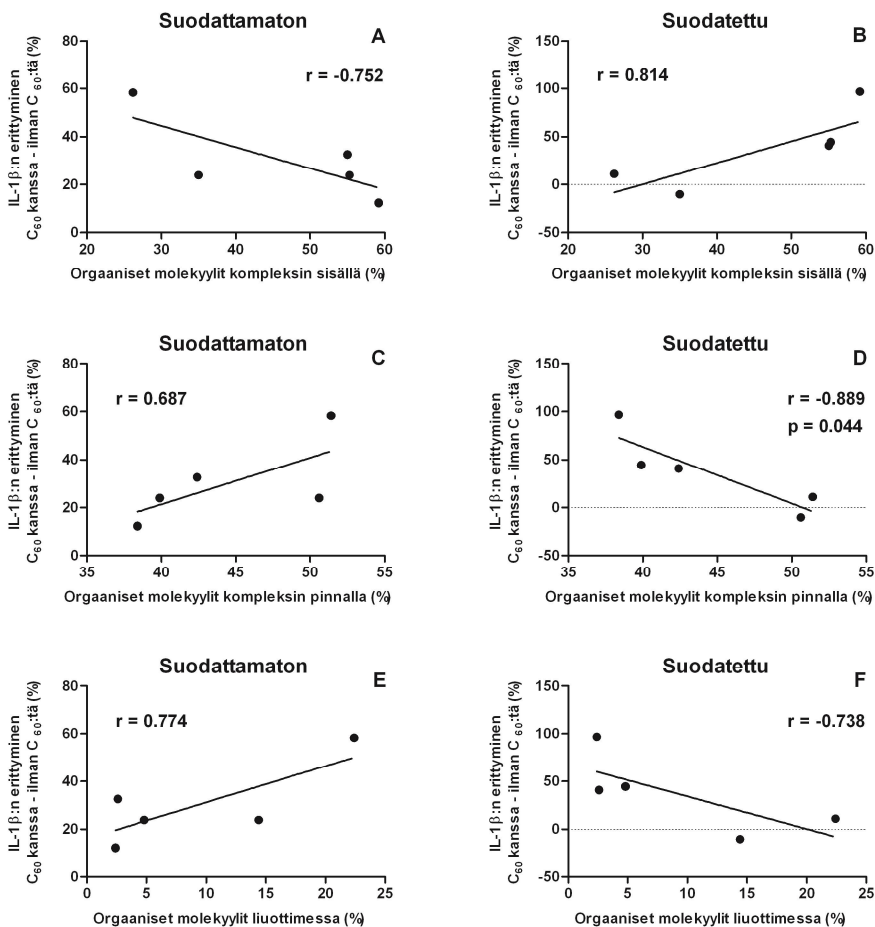 Suodattamaton
A
r = -0.752
IL-1β:n erittyminen
C60 kanssa - ilman C60:tä (%)
80
60
40
20
0
20 30 40 50 60
Orgaaniset molekyylit kompleksin sisällä (%)
Suodatettu
B
r = 0.814
IL-1β:n erittyminen
C60 kanssa - ilman C60:tä (%)
150
100
50
0
-50
20 30 40 50 60
Orgaaniset molekyylit kompleksin sisällä (%)
Suodattamaton
C
r = 0.687
IL-1β:n erittyminen
C60 kanssa - ilman C60:tä (%)
80
60
40
20
0
35 40 45 50 55
Orgaaniset molekyylit kompleksin pinnalla (%)
Suodatettu
D
r = -0.889
p = 0.044
IL-1β:n erittyminen
C60 kanssa - ilman C60:tä (%)
150
100
50
0
-50
35 40 45 50 55
Orgaaniset molekyylit kompleksin pinnalla (%)
Suodattamaton
E
r = 0.774
IL-1β:n erittyminen
C60 kanssa - ilman C60:tä (%)
80
60
40
20
0
0 5 10 15 20 25
Orgaaniset molekyylit liuottimessa (%)
Suodatettu
F
r = -0.738
IL-1β:n erittyminen
C60 kanssa - ilman C60:tä (%)
150
100
50
0
-50
0 5 10 15 20 25
Orgaaniset molekyylit liuottimessa (%)